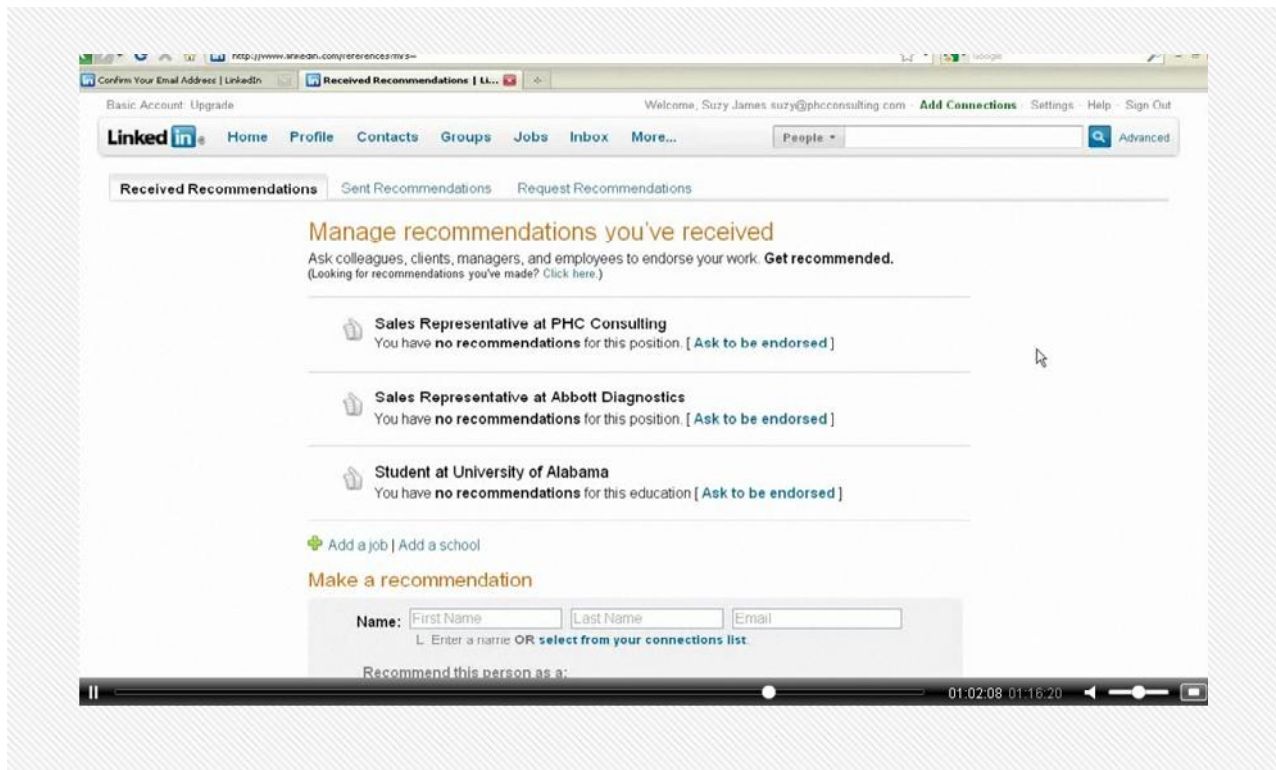 http://www.linkedin.com/references?mrs=
Google
Confirm Your Email Address | LinkedIn
Received Recommendations | Li...
Basic Account: Upgrade
Welcome, Suzy James suzy@phcconsulting.com · Add Connections · Settings · Help · Sign Out
Linked in ® Home Profile Contacts Groups Jobs Inbox More... People Advanced
Received Recommendations Sent Recommendations Request Recommendations
Manage recommendations you've received
Ask colleagues, clients, managers, and employees to endorse your work. Get recommended.
(Looking for recommendations you've made? Click here.)
Sales Representative at PHC Consulting
You have no recommendations for this position. [ Ask to be endorsed ]
Sales Representative at Abbott Diagnostics
You have no recommendations for this position. [ Ask to be endorsed ]
Student at University of Alabama
You have no recommendations for this education [ Ask to be endorsed ]
Add a job | Add a school
Make a recommendation
Name: First Name Last Name Email
Enter a name OR select from your connections list.
Recommend this person as a:
01:02:08 01:16:20